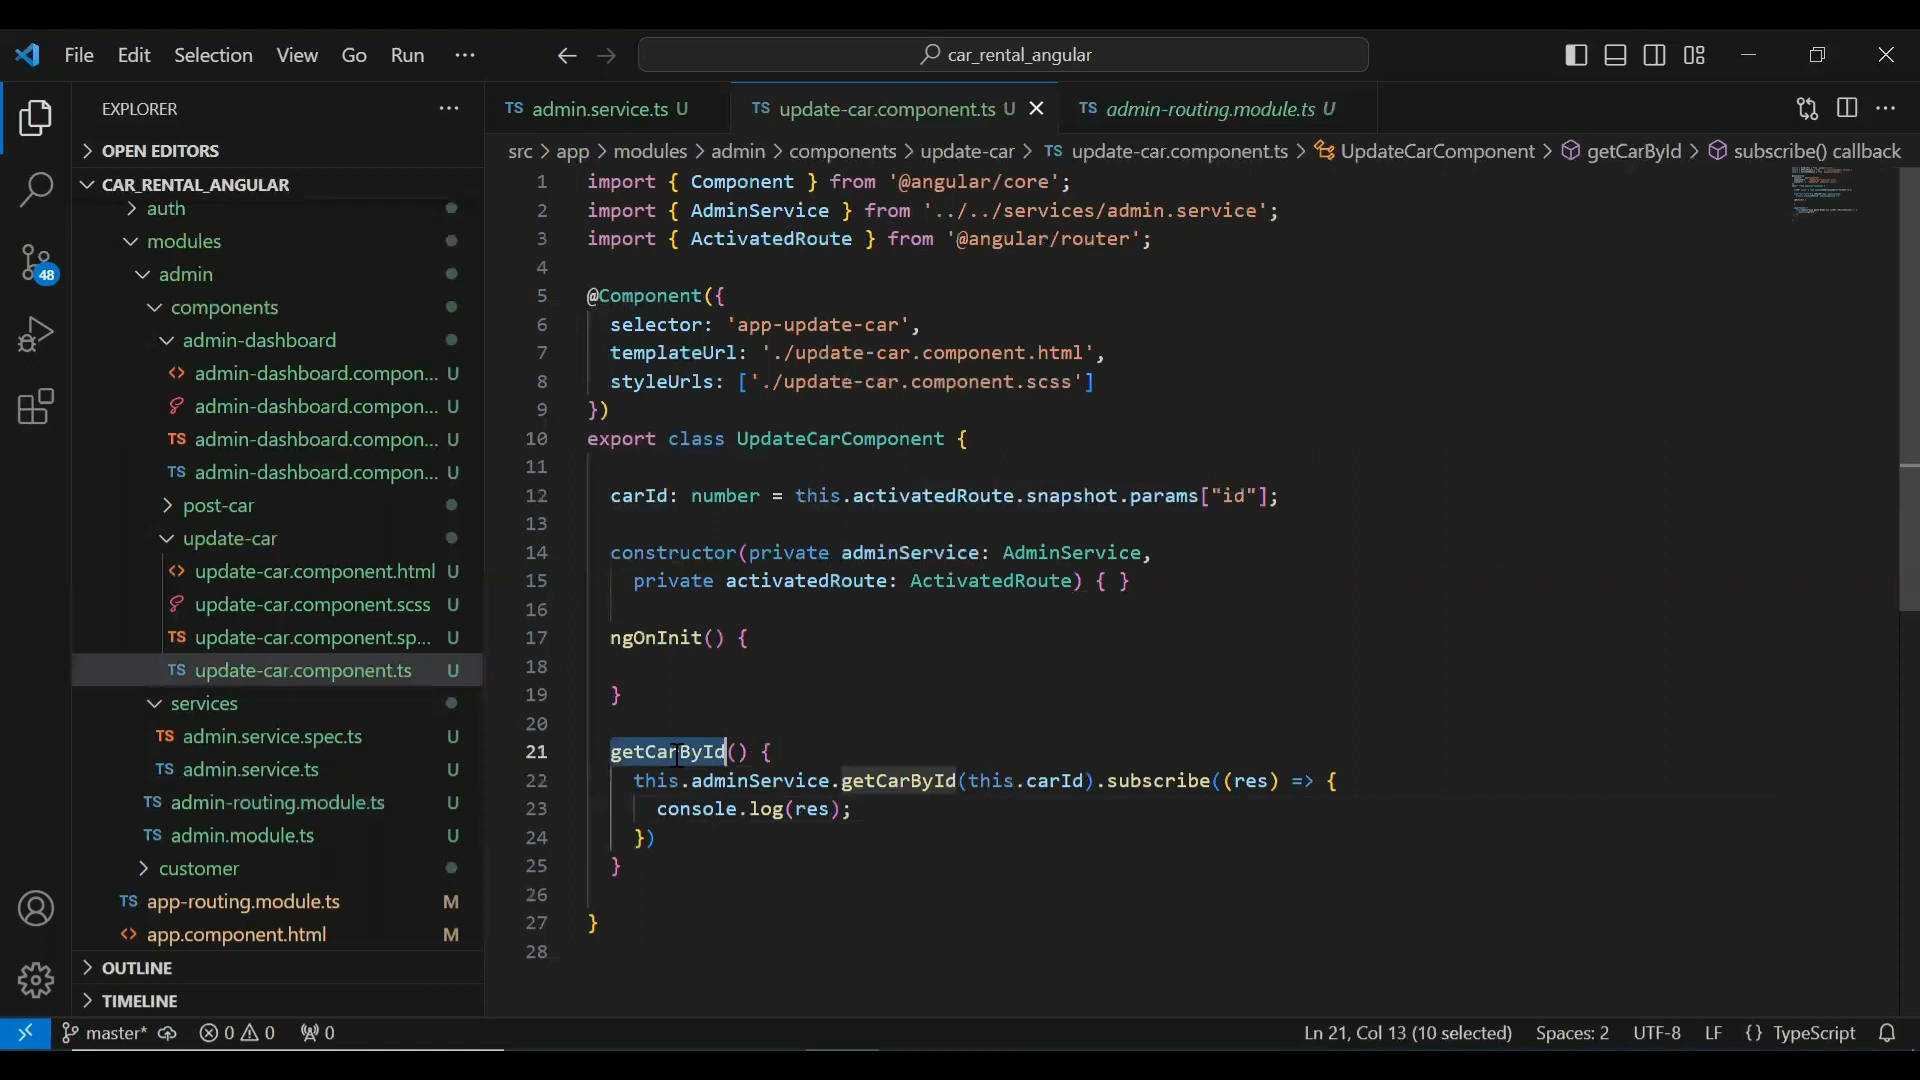 File Edit Selection View Go Run ···
car_rental_angular
EXPLORER
OPEN EDITORS
CAR_RENTAL_ANGULAR
auth
modules
admin
components
admin-dashboard
admin-dashboard.compon... U
admin-dashboard.compon... U
TS admin-dashboard.compon... U
TS admin-dashboard.compon... U
post-car
update-car
update-car.component.html U
update-car.component.scss U
TS update-car.component.sp... U
TS update-car.component.ts U
services
TS admin.service.spec.ts U
TS admin.service.ts U
TS admin-routing.module.ts U
TS admin.module.ts U
customer
TS app-routing.module.ts M
app.component.html M
OUTLINE
TIMELINE
48
TS admin.service.ts U
TS update-car.component.ts U
TS admin-routing.module.ts U
src > app > modules > admin > components > update-car > TS update-car.component.ts > UpdateCarComponent > getCarById > subscribe() callback
1 import { Component } from '@angular/core';
2 import { AdminService } from '../../services/admin.service';
3 import { ActivatedRoute } from '@angular/router';
4
5 @Component({
6 selector: 'app-update-car',
7 templateUrl: './update-car.component.html',
8 styleUrls: ['./update-car.component.scss']
9 })
10 export class UpdateCarComponent {
11
12 carId: number = this.activatedRoute.snapshot.params["id"];
13
14 constructor(private adminService: AdminService,
15 private activatedRoute: ActivatedRoute) { }
16
17 ngOnInit() {
18
19 }
20
21 getCarById() {
22 this.adminService.getCarById(this.carId).subscribe((res) => {
23 console.log(res);
24 })
25 }
26
27 }
28
master* 0 0 0
Ln 21, Col 13 (10 selected) Spaces: 2 UTF-8 LF {} TypeScript